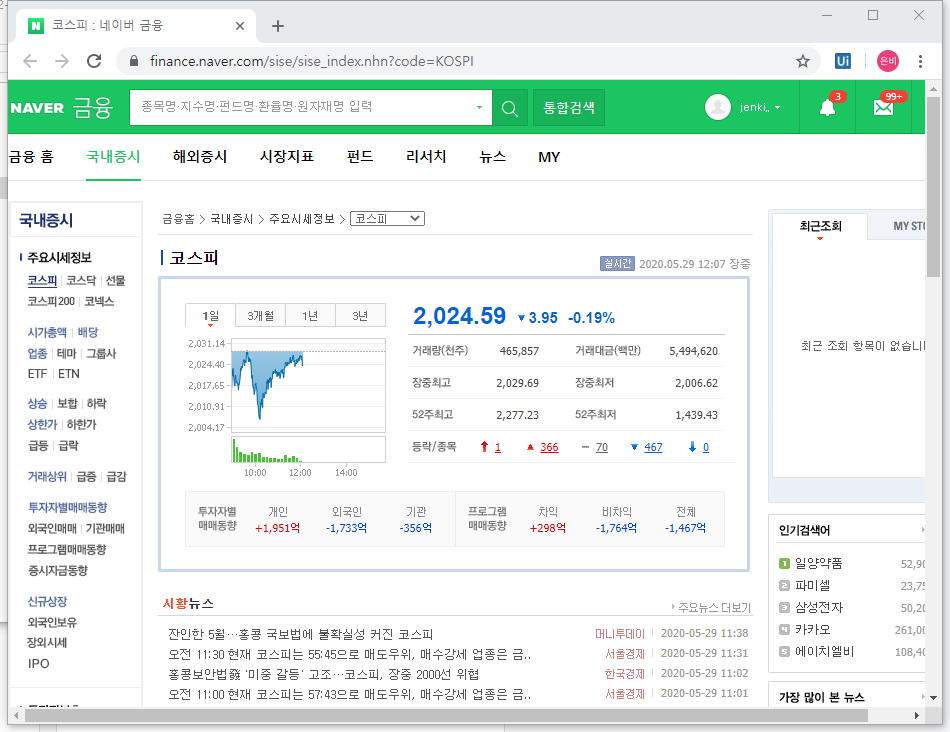 코스피 : 네이버 금융
finance.naver.com/sise/sise_index.nhn?code=KOSPI
Ui
은비
NAVER 금융
종목명·지수명·펀드명·환율명·원자재명 입력
통합검색
jenki,,
3
99+
금융 홈 국내증시 해외증시 시장지표 펀드 리서치 뉴스 MY
국내증시
주요시세정보
코스피 코스닥 선물
코스피200 코넥스
시가총액 배당
업종 테마 그룹사
ETF ETN
상승 보합 하락
상한가 하한가
급등 급락
거래상위 급증 급감
투자자별매매동향
외국인매매 기관매매
프로그램매매동향
증시자금동향
신규상장
외국인보유
장외시세
IPO
금융홈 > 국내증시 > 주요시세정보 > 코스피
코스피
실시간 2020.05.29 12:07 장중
1일 3개월 1년 3년
2,031.14
2,024.40
2,017.65
2,010.91
2,004.17
10:00 12:00 14:00
2,024.59 ▼ 3.95 -0.19%
거래량(천주) 465,857 거래대금(백만) 5,494,620
장중최고 2,029.69 장중최저 2,006.62
52주최고 2,277.23 52주최저 1,439.43
등락/종목 ↑ 1 ▲ 366 － 70 ▼ 467 ↓ 0
투자자별 매매동향
개인 +1,951억
외국인 -1,733억
기관 -356억
프로그램 매매동향
차익 +298억
비차익 -1,764억
전체 -1,467억
시황뉴스
주요뉴스 더보기
잔인한 5월…홍콩 국보법에 불확실성 커진 코스피 머니투데이 2020-05-29 11:38
오전 11:30 현재 코스피는 55:45으로 매도우위, 매수강세 업종은 금.. 서울경제 2020-05-29 11:31
홍콩보안법發 '미중 갈등' 고조…코스피, 장중 2000선 위협 한국경제 2020-05-29 11:02
오전 11:00 현재 코스피는 57:43으로 매도우위, 매수강세 업종은 금.. 서울경제 2020-05-29 11:01
최근조회 MY STO
최근 조회 항목이 없습니
인기검색어
1 일양약품 52,90
2 파미셀 23,75
3 삼성전자 50,20
4 카카오 261,00
5 에이치엘비 108,40
가장 많이 본 뉴스